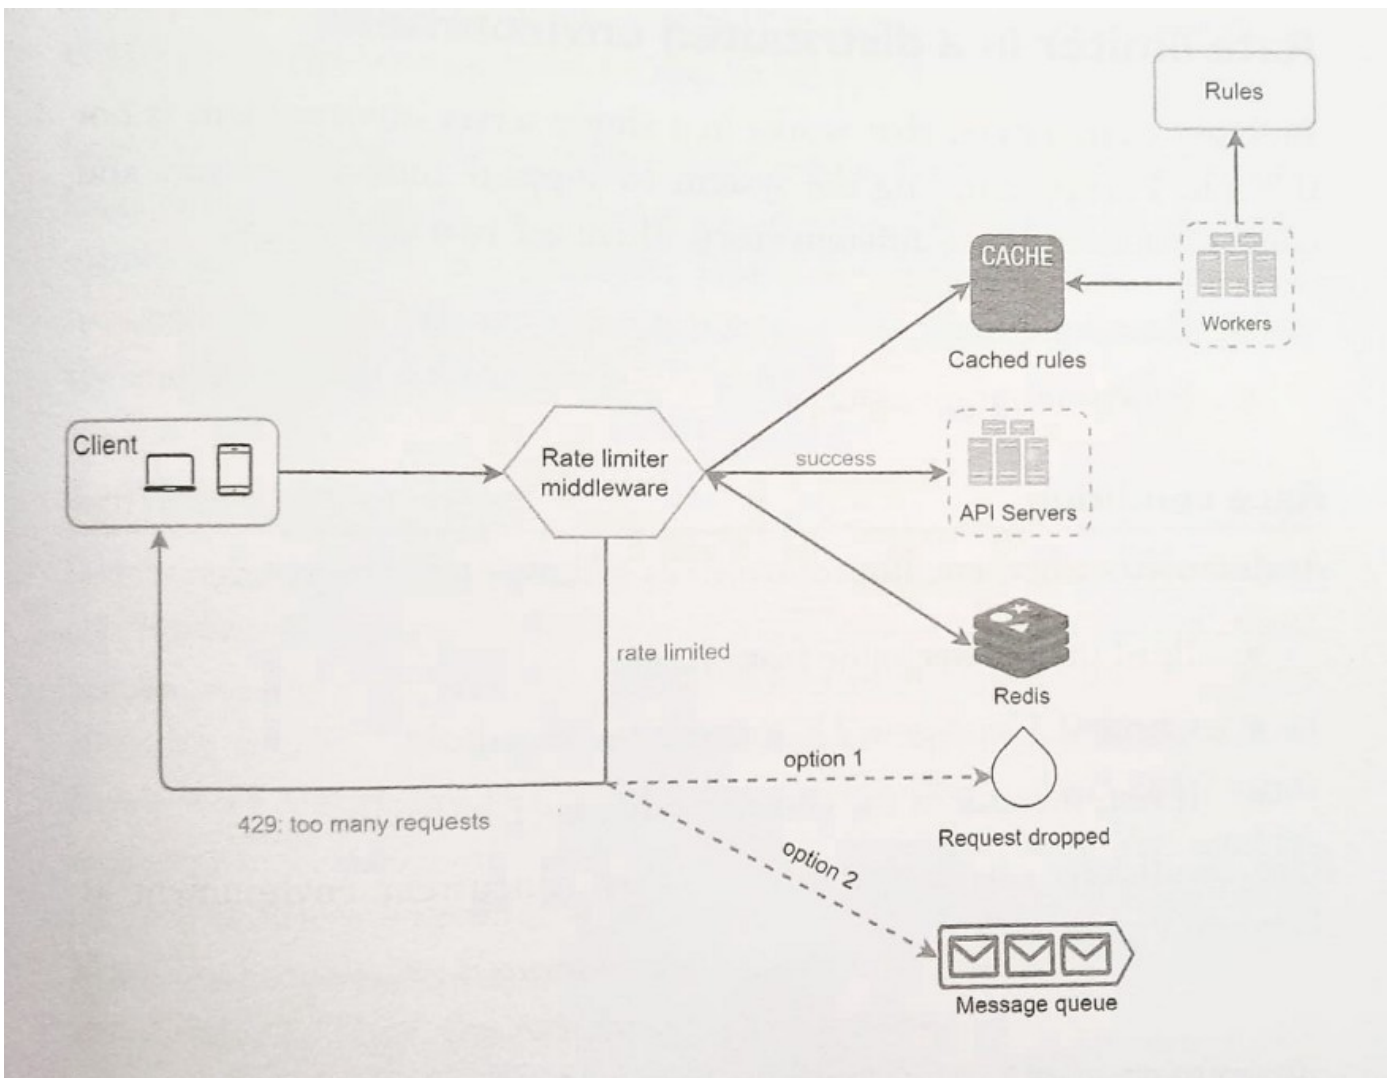 Rules
CACHE
Workers
Cached rules
Client
Rate limiter
middleware
success
API Servers
rate limited
Redis
option 1
429: too many requests
Request dropped
option 2
Message queue